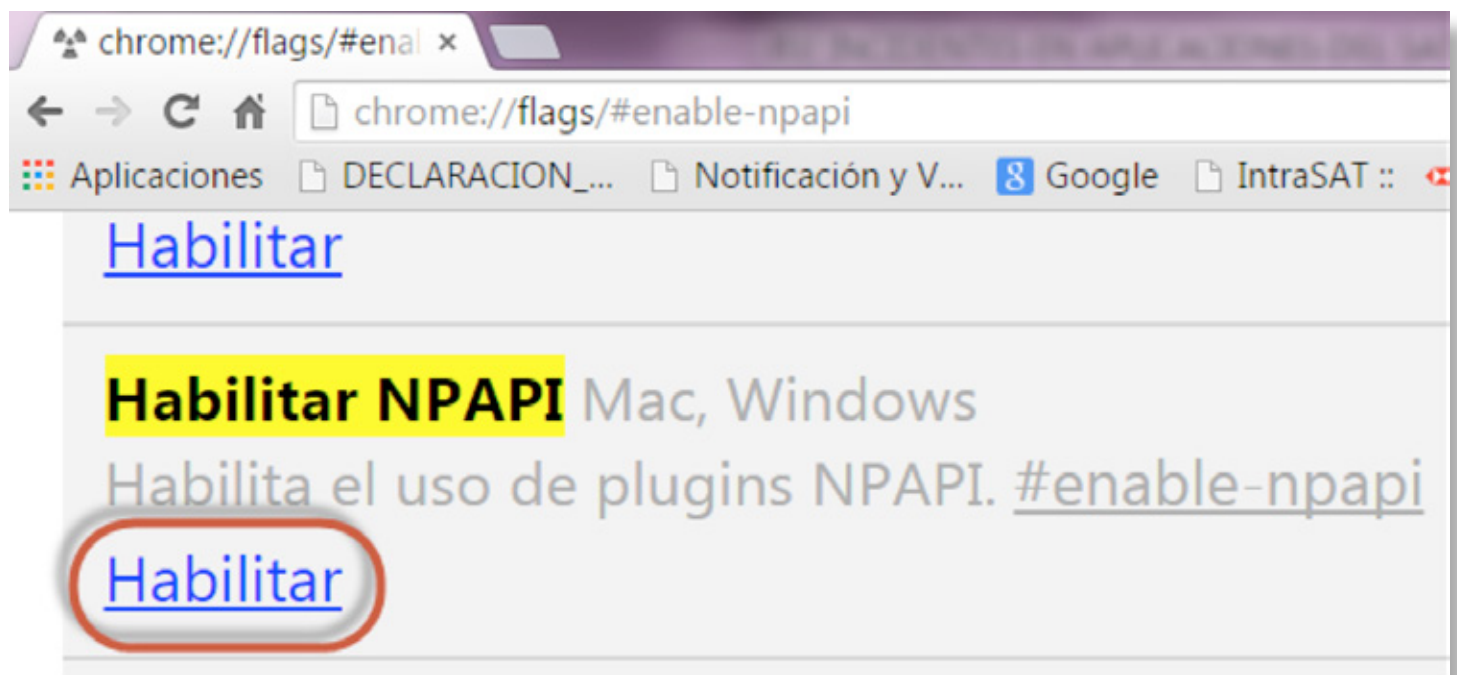 chrome://flags/#enal
chrome://flags/#enable-npapi
Aplicaciones DECLARACION_... Notificación y V... Google IntraSAT ::
Habilitar
Habilitar NPAPI Mac, Windows
Habilita el uso de plugins NPAPI. #enable-npapi
Habilitar